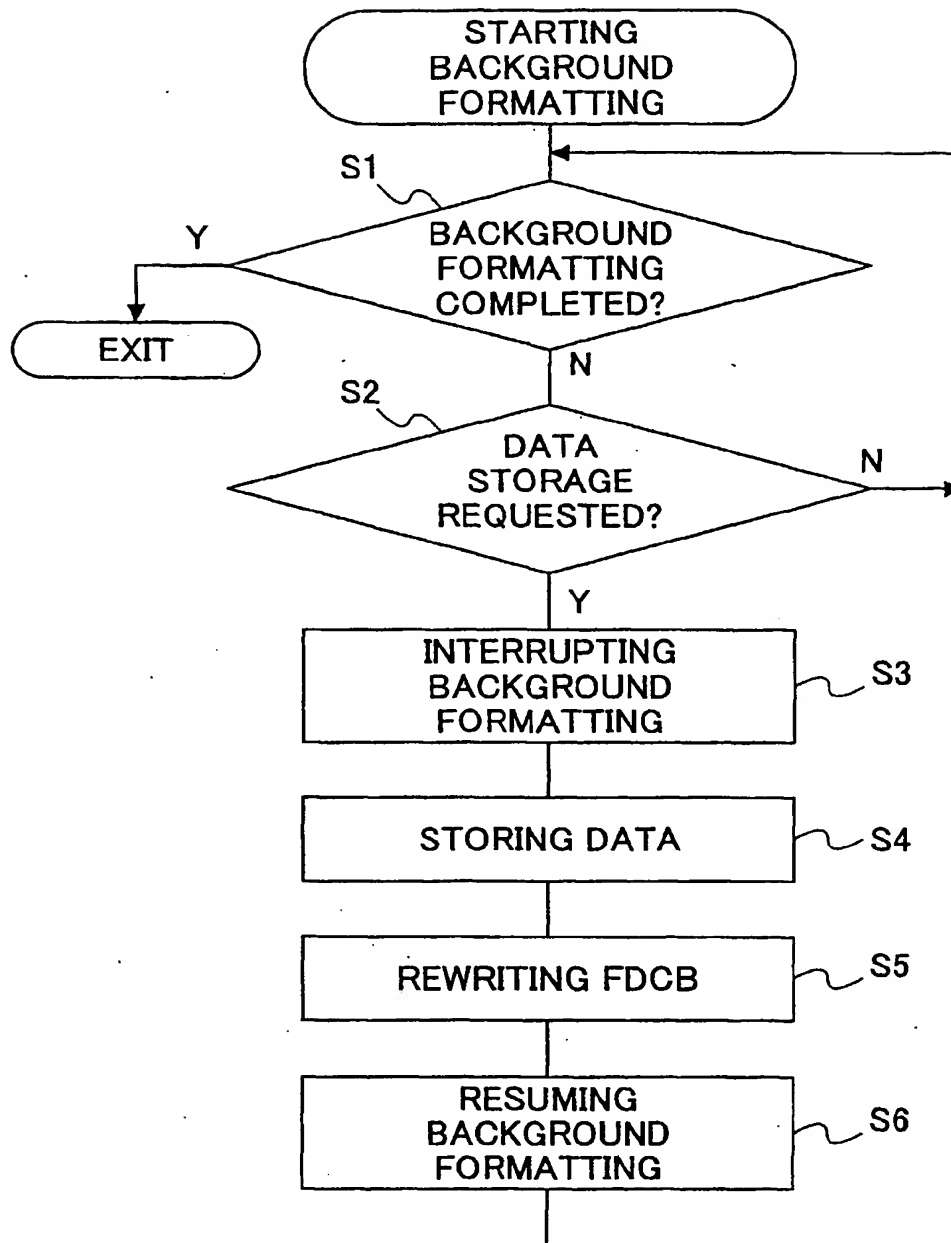 STARTING
BACKGROUND
FORMATTING
S1
Y
BACKGROUND
FORMATTING
COMPLETED?
EXIT
N
S2
DATA
STORAGE
REQUESTED?
N
Y
INTERRUPTING
BACKGROUND
FORMATTING
S3
STORING DATA
S4
REWRITING FDCB
S5
RESUMING
BACKGROUND
FORMATTING
S6